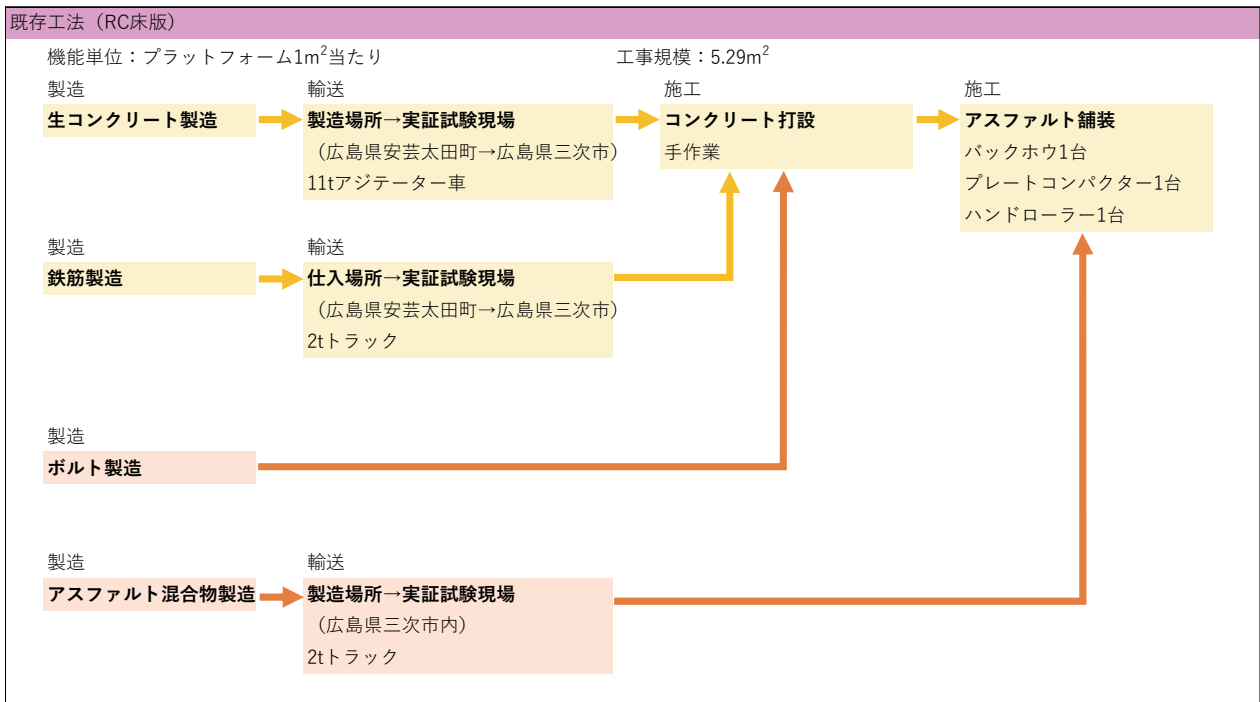 既存工法（RC床版）
機能単位：プラットフォーム1m²当たり
工事規模：5.29m²
製造
生コンクリート製造
輸送
製造場所→実証試験現場
（広島県安芸太田町→広島県三次市）
11tアジテーター車
施工
コンクリート打設
手作業
施工
アスファルト舗装
バックホウ1台
プレートコンパクター1台
ハンドローラー1台
製造
鉄筋製造
輸送
仕入場所→実証試験現場
（広島県安芸太田町→広島県三次市）
2tトラック
製造
ボルト製造
製造
アスファルト混合物製造
輸送
製造場所→実証試験現場
（広島県三次市内）
2tトラック